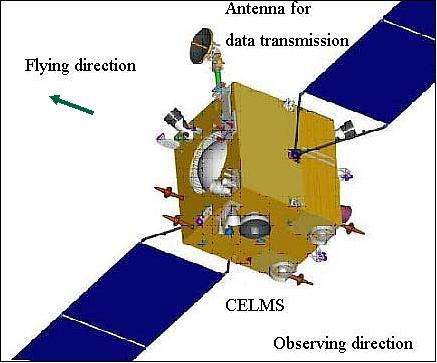 Antenna for
data transmission
Flying direction
CELMS
Observing direction